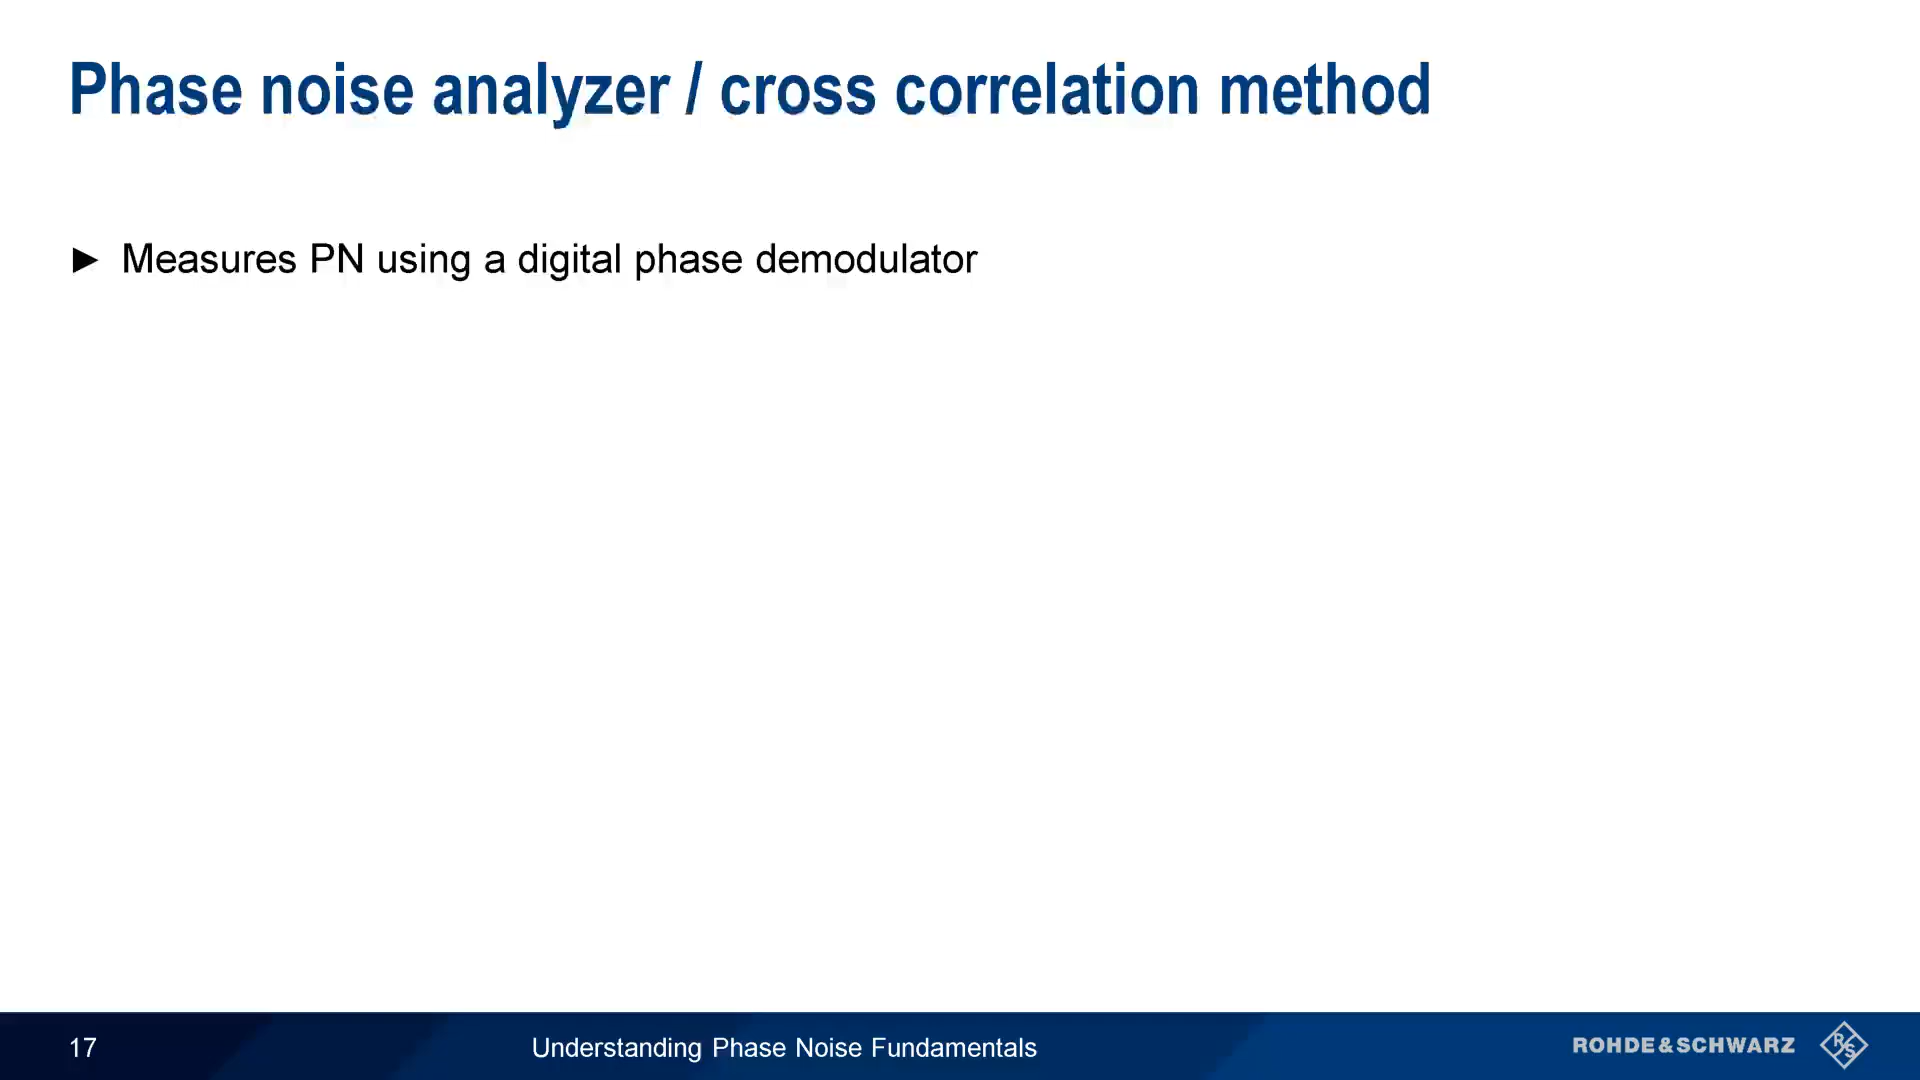 Phase noise analyzer / cross correlation method
► Measures PN using a digital phase demodulator
17
Understanding Phase Noise Fundamentals
ROHDE&SCHWARZ
R S